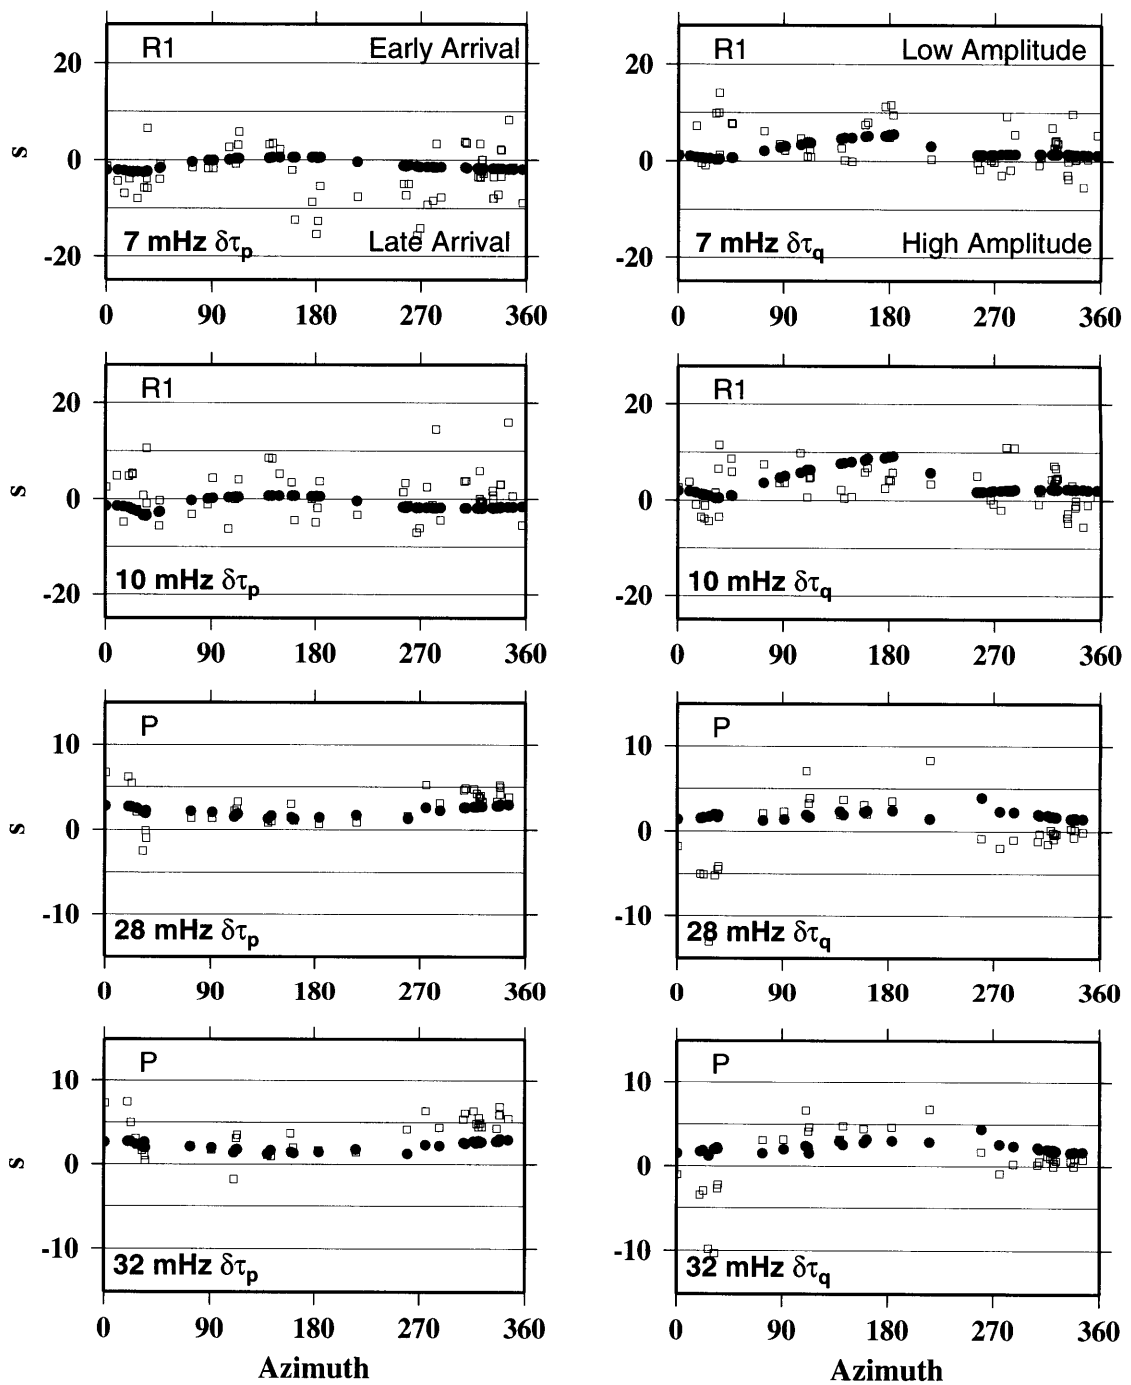 R1 Early Arrival
20
0
-20
s
7 mHz δτp Late Arrival
0 90 180 270 360
R1 Low Amplitude
20
0
-20
7 mHz δτq High Amplitude
0 90 180 270 360
R1
20
0
-20
s
10 mHz δτp
0 90 180 270 360
R1
20
0
-20
10 mHz δτq
0 90 180 270 360
P
10
0
-10
s
28 mHz δτp
0 90 180 270 360
P
10
0
-10
28 mHz δτq
0 90 180 270 360
P
10
0
-10
s
32 mHz δτp
0 90 180 270 360
Azimuth
P
10
0
-10
32 mHz δτq
0 90 180 270 360
Azimuth